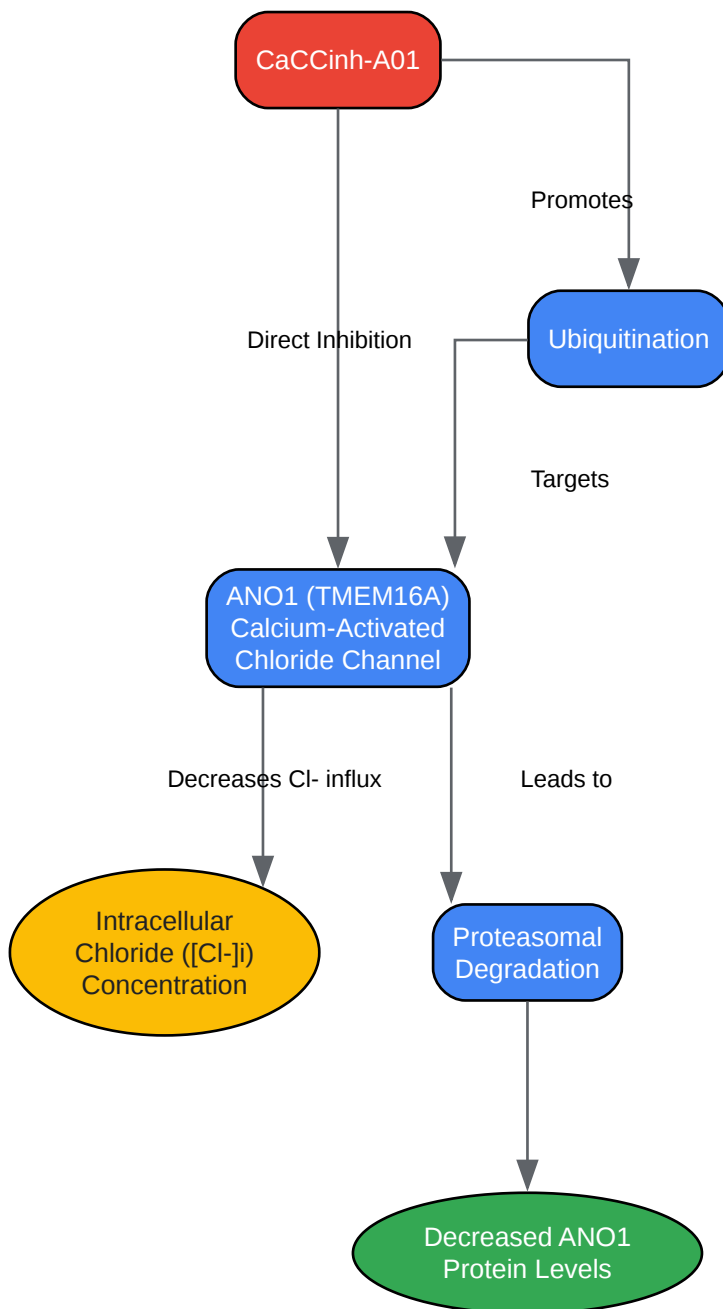 CaCCinh-A01
Promotes
Ubiquitination
Direct Inhibition
Targets
ANO1 (TMEM16A)
Calcium-Activated
Chloride Channel
Decreases Cl- influx
Leads to
Intracellular
Chloride ([Cl-]i)
Concentration
Proteasomal
Degradation
Decreased ANO1
Protein Levels